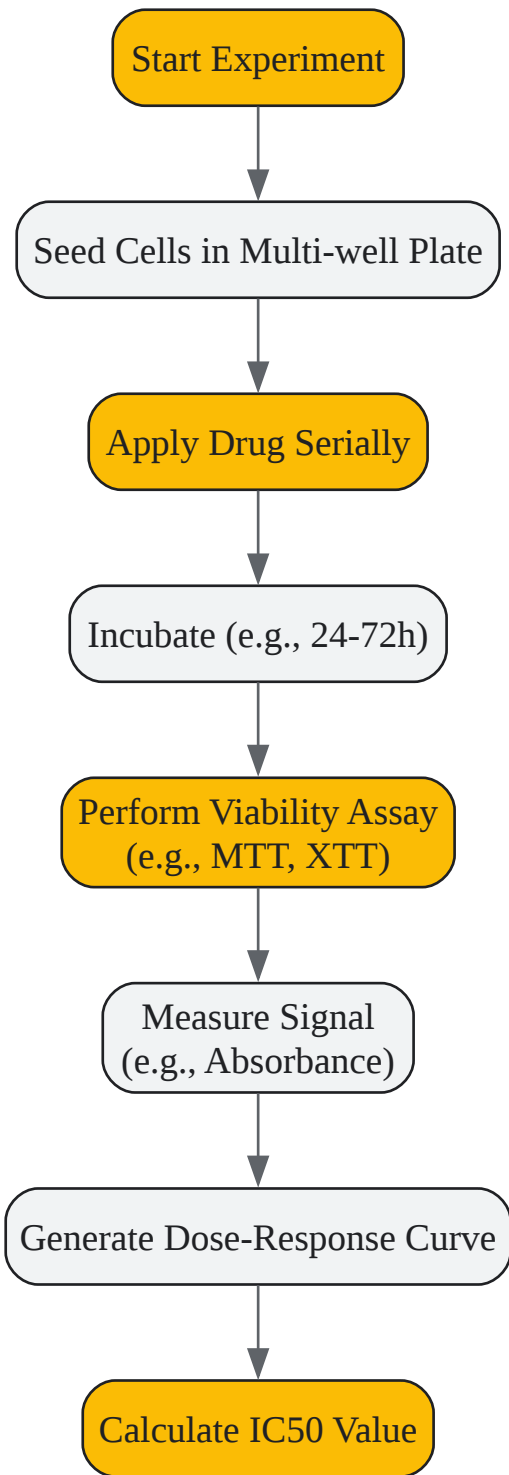 Start Experiment
Seed Cells in Multi-well Plate
Apply Drug Serially
Incubate (e.g., 24-72h)
Perform Viability Assay
(e.g., MTT, XTT)
Measure Signal
(e.g., Absorbance)
Generate Dose-Response Curve
Calculate IC50 Value